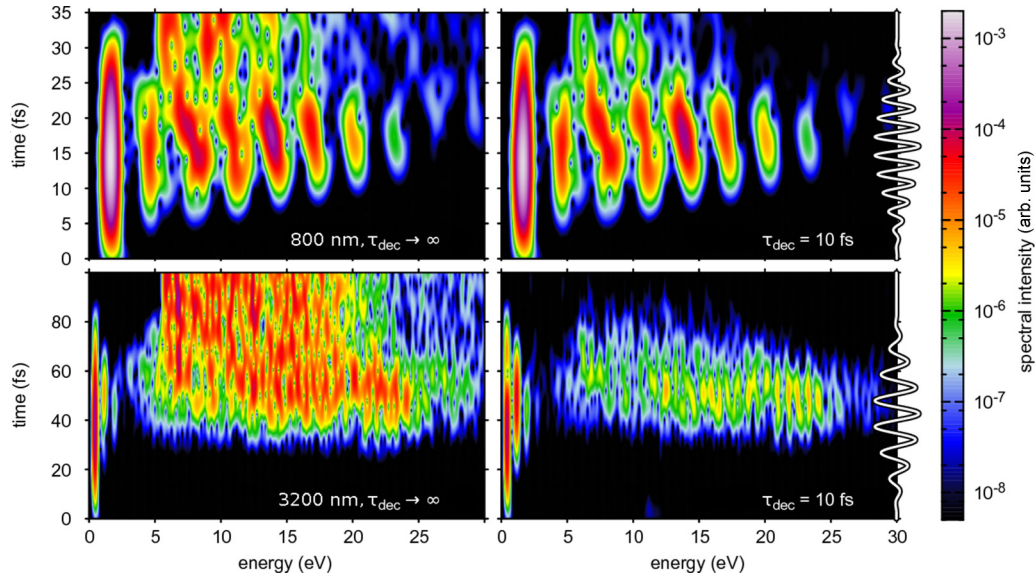 35
30
25
20
15
10
5
0
time (fs)
800 nm, τdec → ∞
τdec = 10 fs
80
60
40
20
0
time (fs)
3200 nm, τdec → ∞
τdec = 10 fs
0 5 10 15 20 25
0 5 10 15 20 25 30
energy (eV)
energy (eV)
10-3
10-4
10-5
10-6
10-7
10-8
spectral intensity (arb. units)